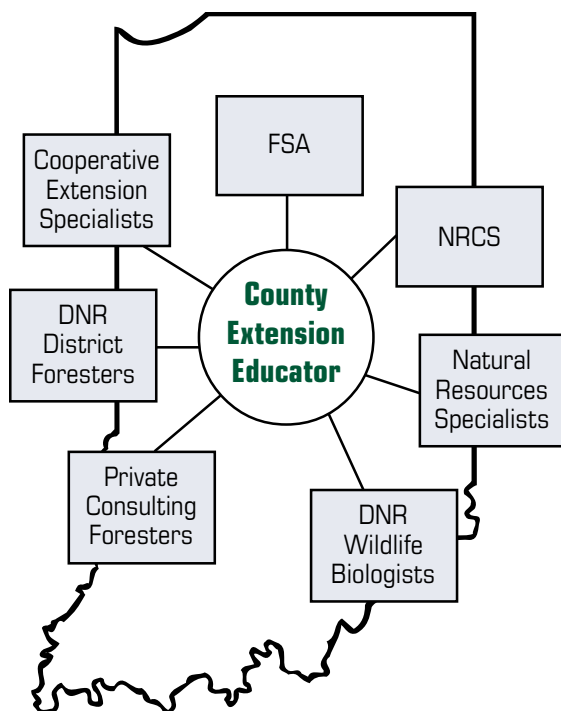 FSA
Cooperative
Extension
Specialists
NRCS
County
Extension
Educator
DNR
District
Foresters
Natural
Resources
Specialists
Private
Consulting
Foresters
DNR
Wildlife
Biologists